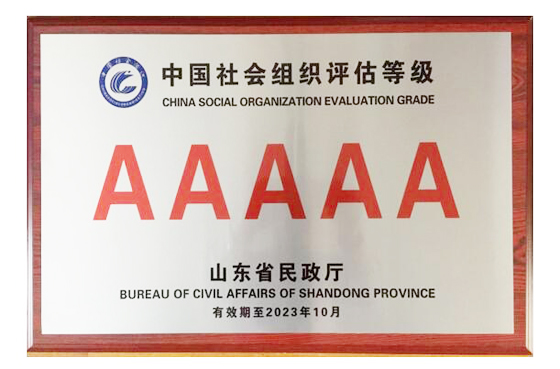 中国社会组织评估等级
CHINA SOCIAL ORGANIZATION EVALUATION GRADE
AAAAA
山东省民政厅
BUREAU OF CIVIL AFFAIRS OF SHANDONG PROVINCE
有效期至2023年10月